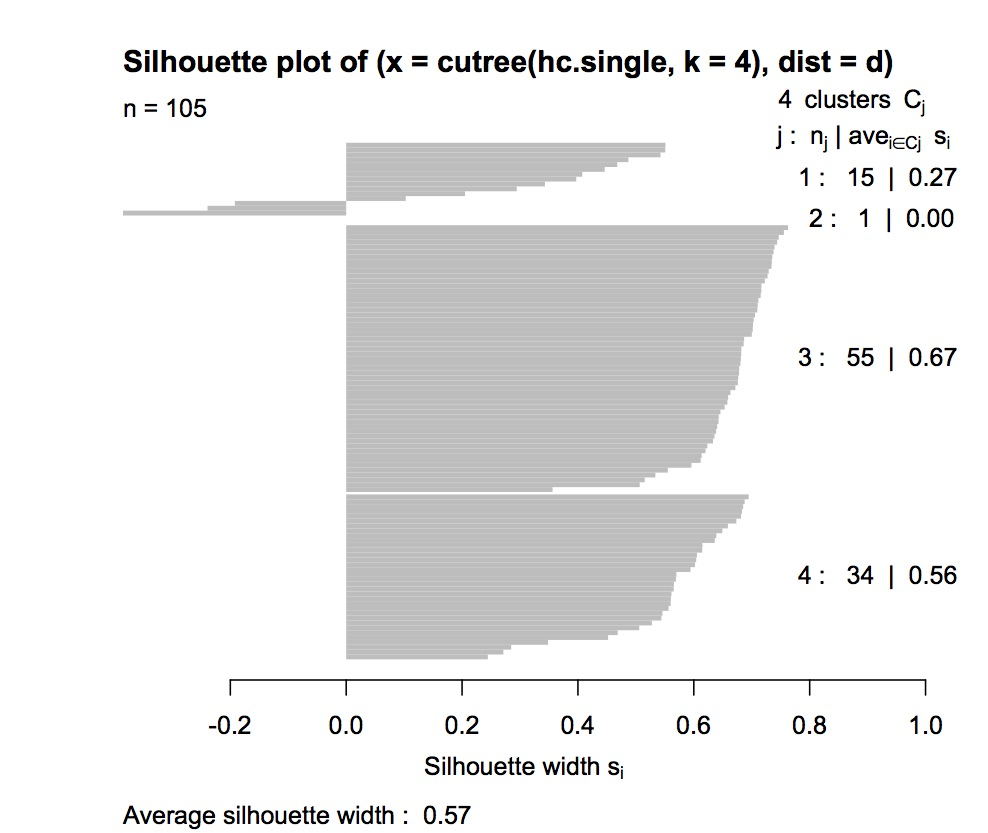 Silhouette plot of (x = cutree(hc.single, k = 4), dist = d)
n = 105
4 clusters Cj
j : nj | avei∈Cj si
1 : 15 | 0.27
2 : 1 | 0.00
3 : 55 | 0.67
4 : 34 | 0.56
-0.2 0.0 0.2 0.4 0.6 0.8 1.0
Silhouette width si
Average silhouette width : 0.57